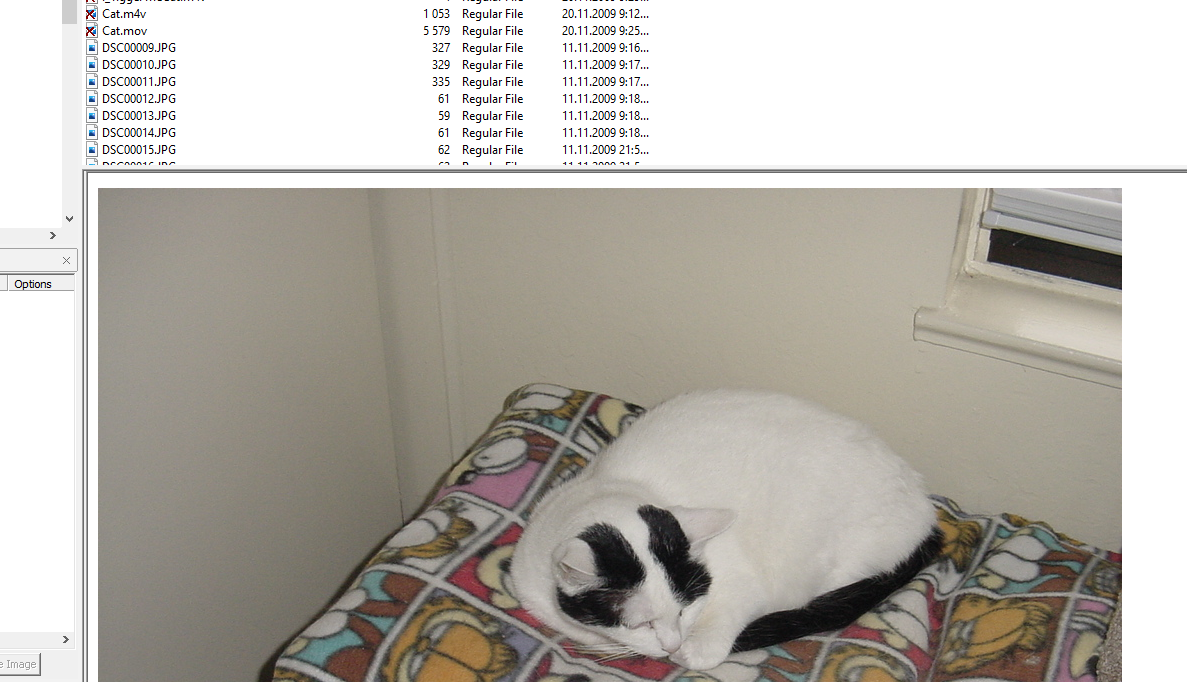 Cat.m4v 1 053 Regular File 20.11.2009 9:12...
Cat.mov 5 579 Regular File 20.11.2009 9:25...
DSC00009.JPG 327 Regular File 11.11.2009 9:16...
DSC00010.JPG 329 Regular File 11.11.2009 9:17...
DSC00011.JPG 335 Regular File 11.11.2009 9:17...
DSC00012.JPG 61 Regular File 11.11.2009 9:18...
DSC00013.JPG 59 Regular File 11.11.2009 9:18...
DSC00014.JPG 61 Regular File 11.11.2009 9:18...
DSC00015.JPG 62 Regular File 11.11.2009 21:5...
Options
e Image